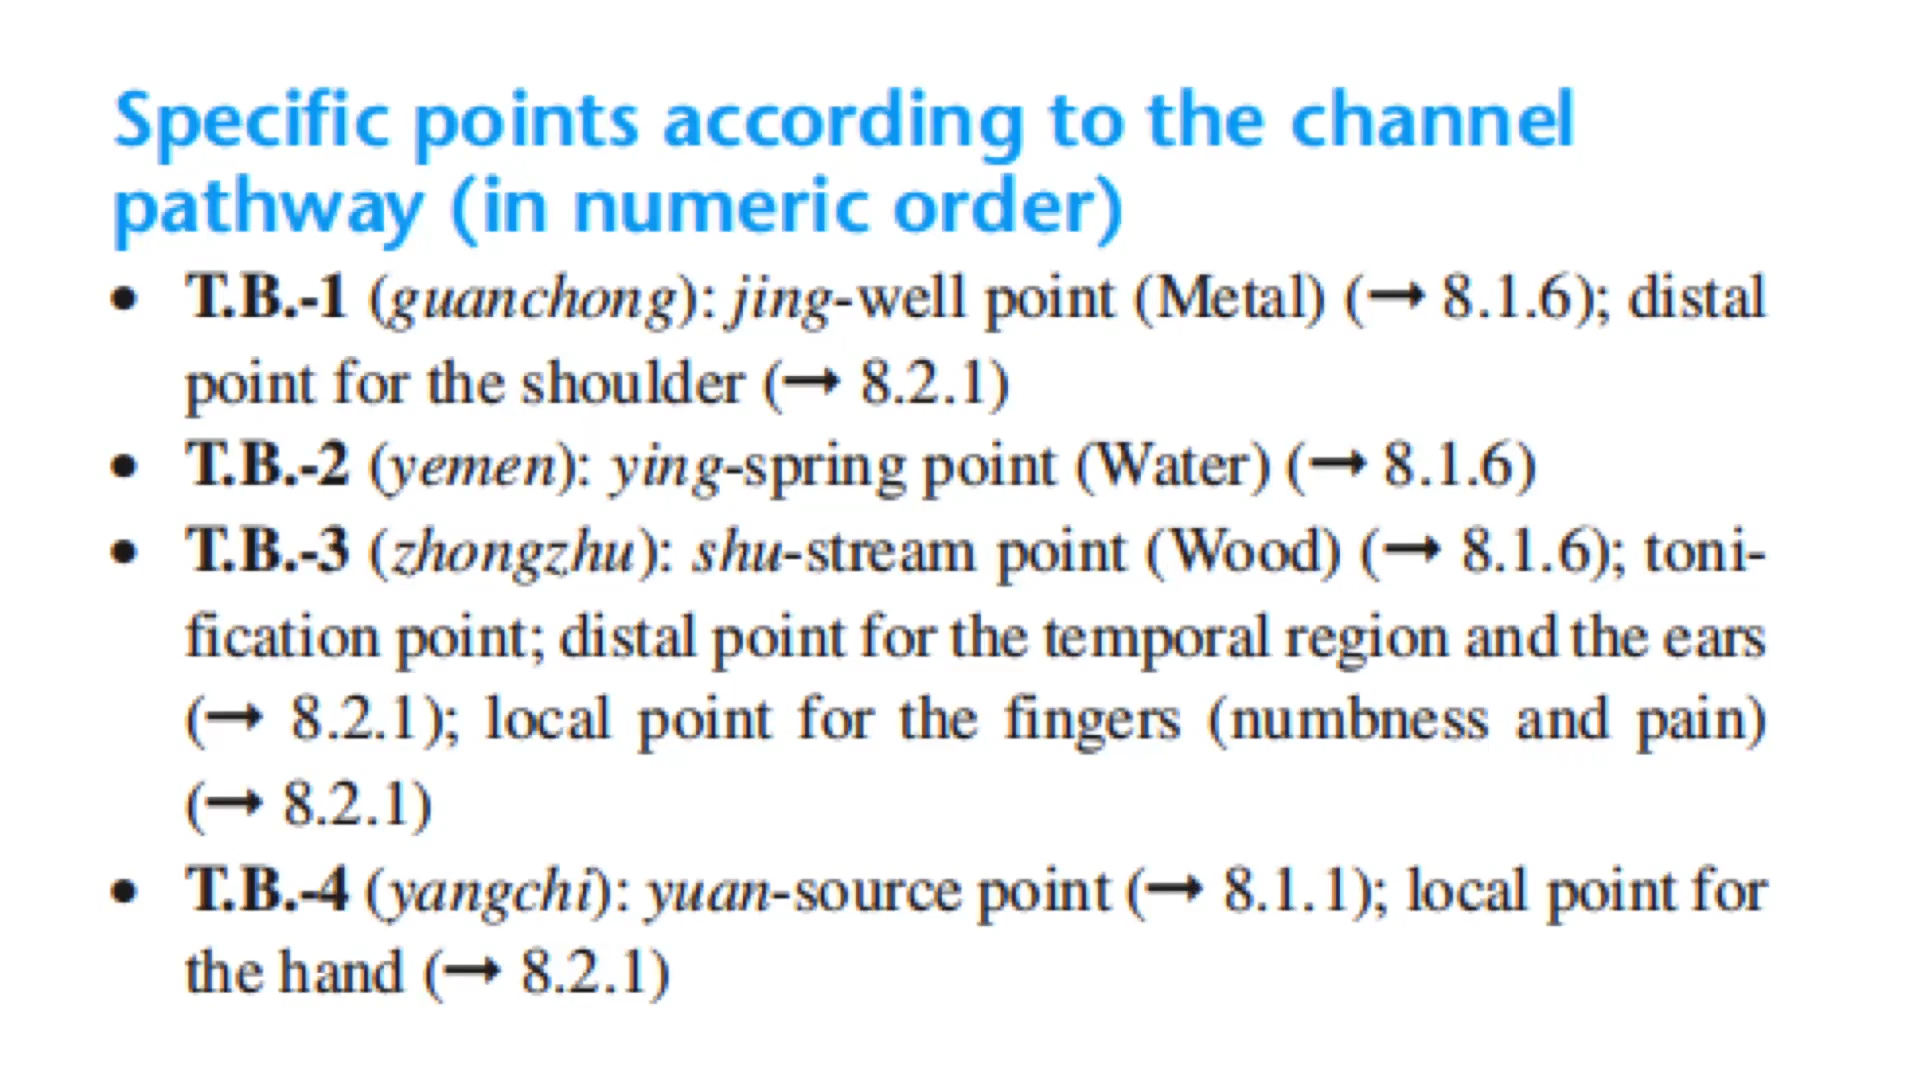 Specific points according to the channel
pathway (in numeric order)
• T.B.-1 (guanchong): jing-well point (Metal) (→ 8.1.6); distal
point for the shoulder (→ 8.2.1)
• T.B.-2 (yemen): ying-spring point (Water) (→ 8.1.6)
• T.B.-3 (zhongzhu): shu-stream point (Wood) (→ 8.1.6); toni-
fication point; distal point for the temporal region and the ears
(→ 8.2.1); local point for the fingers (numbness and pain)
(→ 8.2.1)
• T.B.-4 (yangchi): yuan-source point (→ 8.1.1); local point for
the hand (→ 8.2.1)